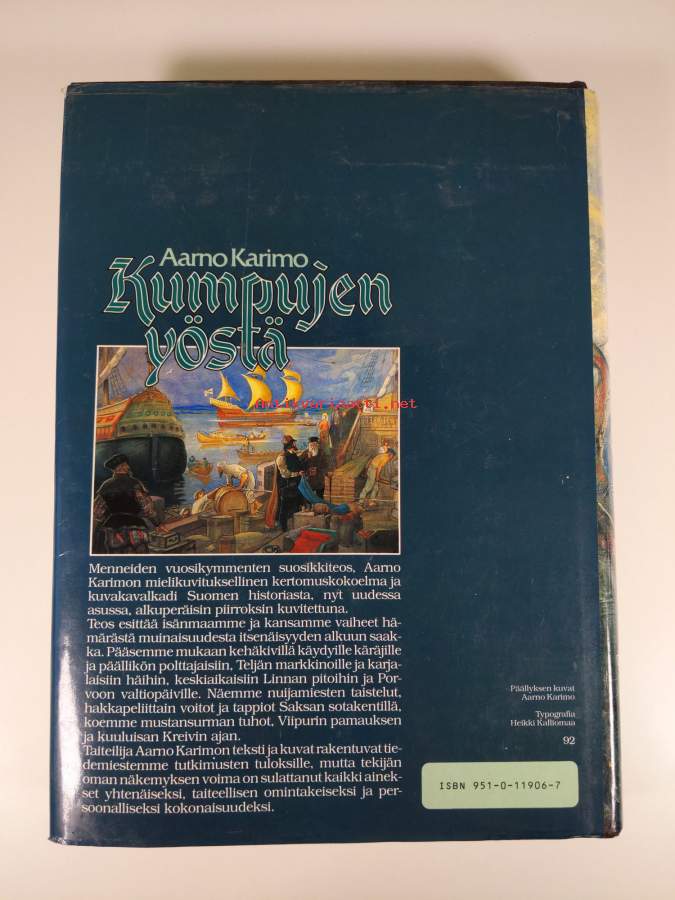 Aarno Karimo
Kumpujen
yöstä
antikvariaatti.net
Menneiden vuosikymmenten suosikkiteos, Aarno
Karimon mielikuvituksellinen kertomuskokoelma ja
kuvakavalkadi Suomen historiasta, nyt uudessa
asussa, alkuperäisin piirroksin kuvitettuna.
Teos esittää isänmaamme ja kansamme vaiheet hä-
märästä muinaisuudesta itsenäisyyden alkuun saak-
ka. Pääsemme mukaan kehäkivillä käydyille käräjille
ja päällikön polttajaisiin, Teljän markkinoille ja karja-
laisiin häihin, keskiaikaisiin Linnan pitoihin ja Por-
voon valtiopäiville. Näemme nuijamiesten taistelut,
hakkapeliittain voitot ja tappiot Saksan sotakentillä,
koemme mustansurman tuhot, Viipurin pamauksen
ja kuuluisan Kreivin ajan.
Taiteilija Aarno Karimon teksti ja kuvat rakentuvat tie-
demiestemme tutkimusten tuloksille, mutta tekijän
oman näkemyksen voima on sulattanut kaikki ainek-
set yhtenäiseksi, taiteellisen omintakeiseksi ja per-
soonalliseksi kokonaisuudeksi.
Päällyksen kuvat
Aarno Karimo
Typografia
Heikki Kalliomaa
92
ISBN 951-0-11906-7